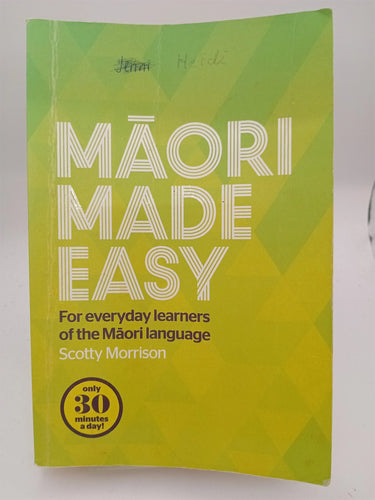 MĀORI
MADE
EASY
For everyday learners
of the Māori language
Scotty Morrison
only
30
minutes
a day!